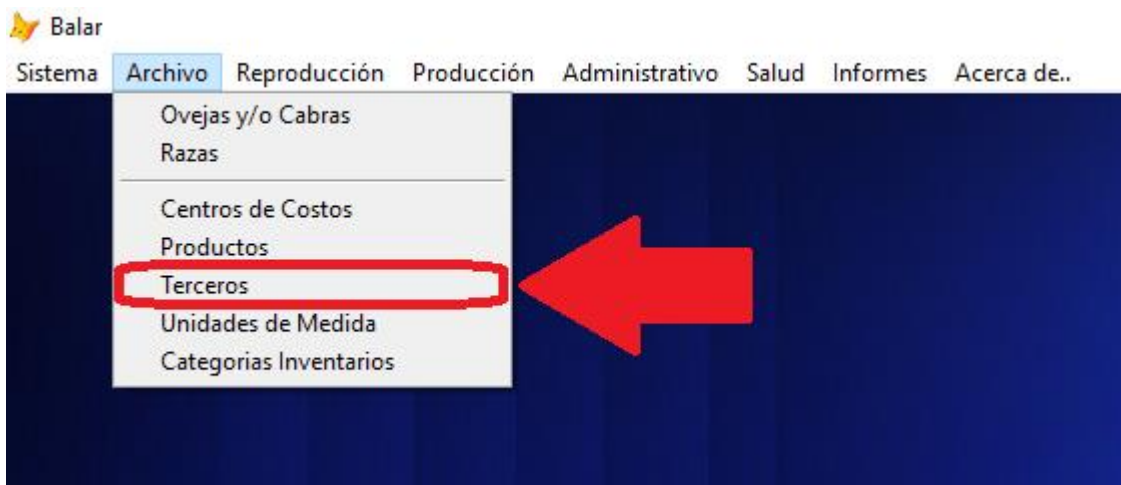 Balar
Sistema Archivo Reproducción Producción Administrativo Salud Informes Acerca de..
Ovejas y/o Cabras
Razas
Centros de Costos
Productos
Terceros
Unidades de Medida
Categorias Inventarios